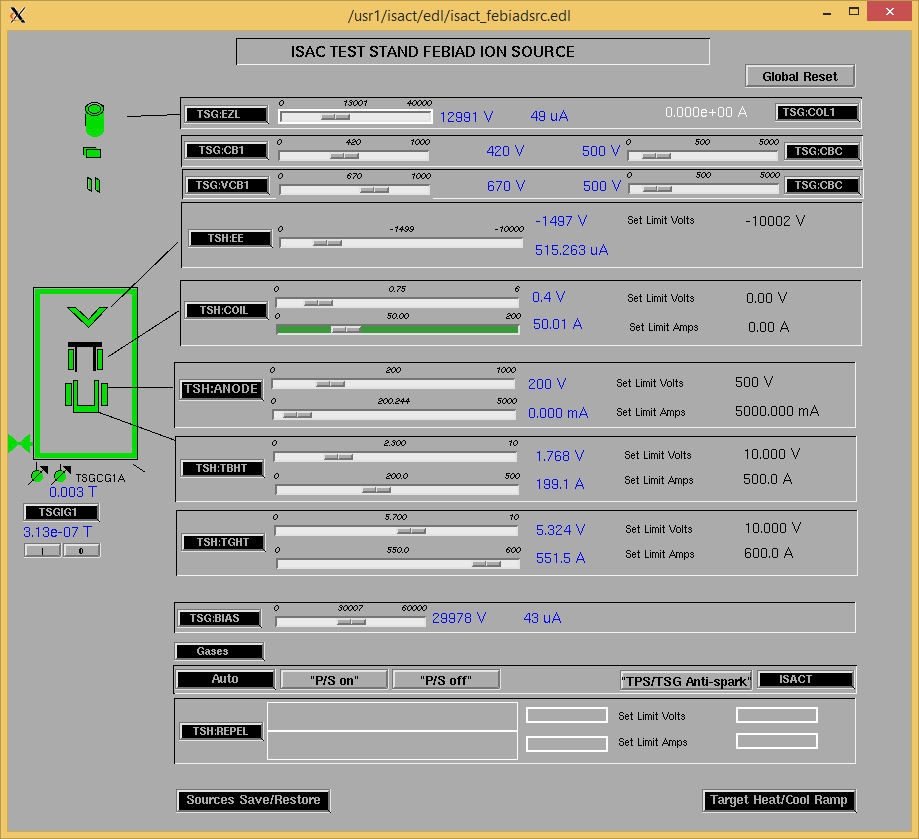 /usr1/isact/edl/isact_febiadsrc.edl
ISAC TEST STAND FEBIAD ION SOURCE
Global Reset
0 13001 40000
TSG:EZL 12991 V 49 uA 0.000e+00 A TSG:COL1
0 420 1000 0 500 5000
TSG:CB1 420 V 500 V TSG:CBC
0 670 1000 0 500 5000
TSG:VCB1 670 V 500 V TSG:CBC
-1497 V Set Limit Volts -10002 V
0 -1499 -10000
TSH:EE
515.263 uA
0 0.75 6
0.4 V Set Limit Volts 0.00 V
TSH:COIL
0 50.00 200
50.01 A Set Limit Amps 0.00 A
0 200 1000
200 V Set Limit Volts 500 V
TSH:ANODE
0 200.244 5000
0.000 mA Set Limit Amps 5000.000 mA
0 2.300 10
1.768 V Set Limit Volts 10.000 V
TSH:TBHT
0 200.0 500
199.1 A Set Limit Amps 500.0 A
TSGCG1A
0.003 T
TSGIG1
3.13e-07 T
I 0
0 5.700 10
5.324 V Set Limit Volts 10.000 V
TSH:TGHT
0 550.0 600
551.5 A Set Limit Amps 600.0 A
0 30007 60000
TSG:BIAS 29978 V 43 uA
Gases
Auto "P/S on" "P/S off" "TPS/TSG Anti-spark" ISACT
Set Limit Volts
TSH:REPEL
Set Limit Amps
Sources Save/Restore Target Heat/Cool Ramp